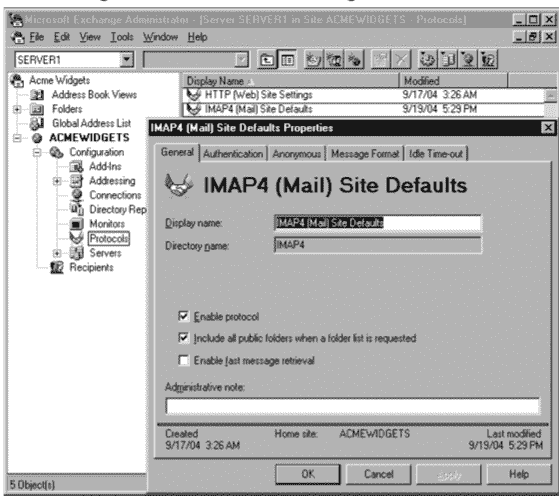 Microsoft Exchange Administrator - [Server SERVER1 in Site ACMEWIDGETS - Protocols]
File Edit View Tools Window Help
SERVER1
Acme Widgets
Address Book Views
Folders
Global Address List
ACMEWIDGETS
Configuration
Add-Ins
Addressing
Connections
Directory Rep
Monitors
Protocols
Servers
Recipients
Display Name Modified
HTTP (Web) Site Settings 9/17/04 3:26 AM
IMAP4 (Mail) Site Defaults 9/19/04 5:29 PM
IMAP4 (Mail) Site Defaults Properties
General Authentication Anonymous Message Format Idle Time-out
IMAP4 (Mail) Site Defaults
Display name: IMAP4 (Mail) Site Defaults
Directory name: IMAP4
Enable protocol
Include all public folders when a folder list is requested
Enable fast message retrieval
Administrative note:
Created Home site: ACMEWIDGETS Last modified
9/17/04 3:26 AM 9/19/04 5:29 PM
OK Cancel Apply Help
5 Object(s)